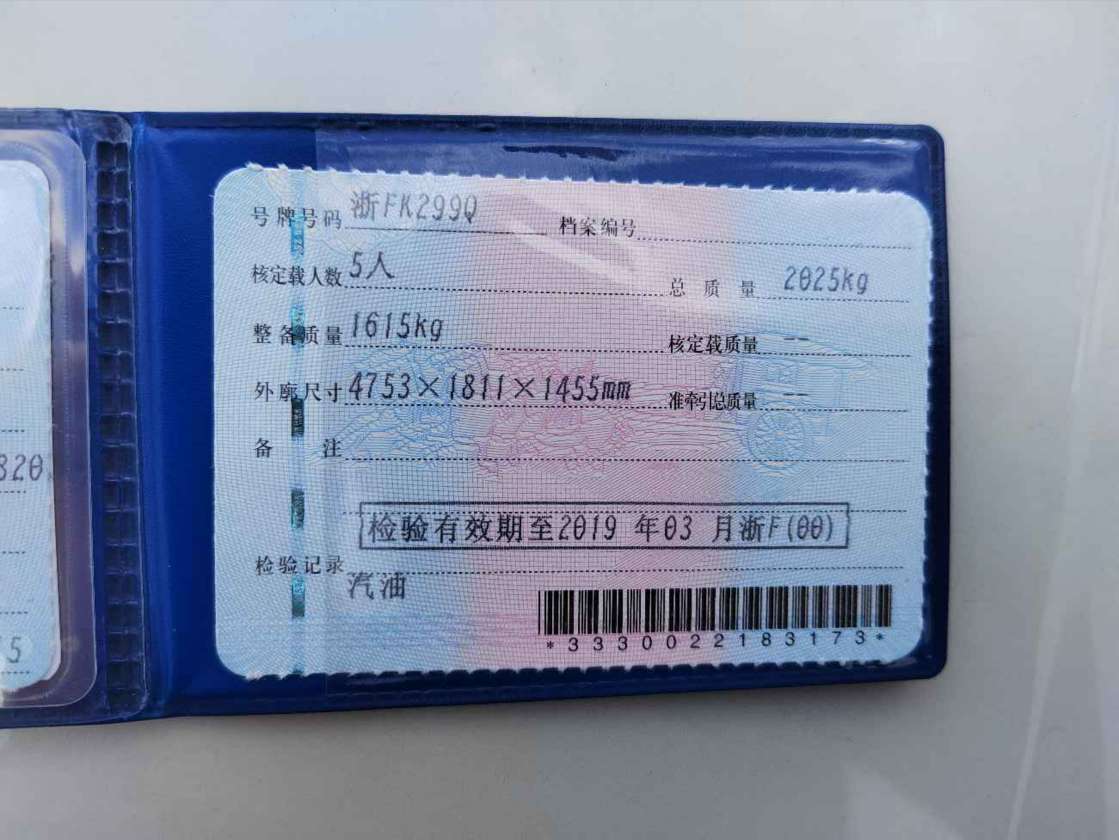 号牌号码 浙FK299Q 档案编号
核定载人数 5人 总质量 2025kg
整备质量 1615kg 核定载质量 --
外廓尺寸 4753×1811×1455mm 准牵引总质量 --
备注
检验有效期至2019 年03 月浙F(00)
检验记录
汽油
*3330022183173*
820
5